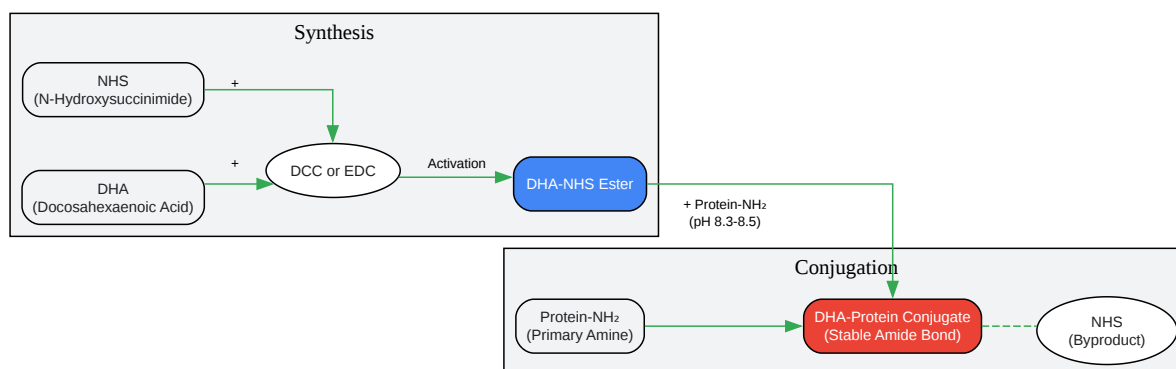 Synthesis
NHS
(N-Hydroxysuccinimide)
+
DHA
(Docosahexaenoic Acid)
+
DCC or EDC
Activation
DHA-NHS Ester
+ Protein-NH₂
(pH 8.3-8.5)
Conjugation
Protein-NH₂
(Primary Amine)
DHA-Protein Conjugate
(Stable Amide Bond)
NHS
(Byproduct)